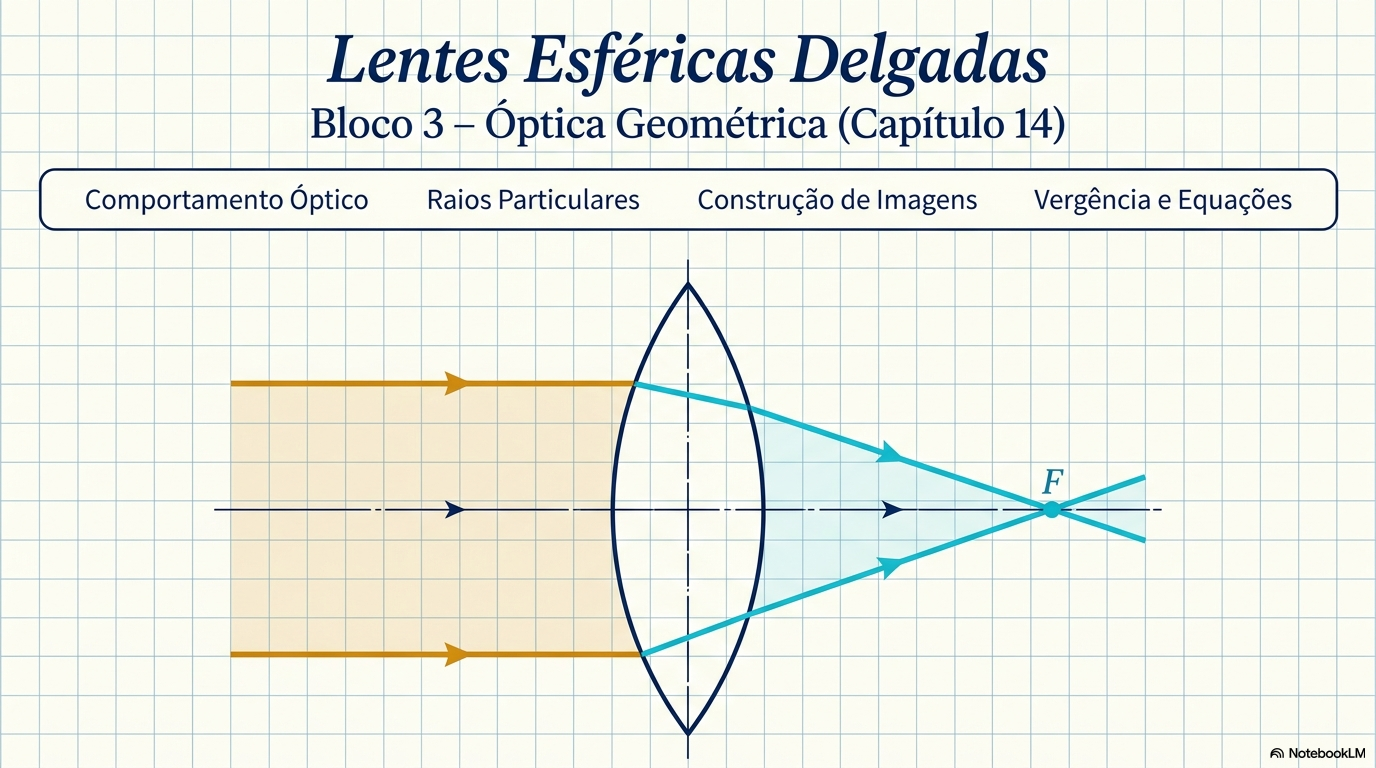 Lentes Esféricas Delgadas
Bloco 3 – Óptica Geométrica (Capítulo 14)
Comportamento Óptico Raios Particulares Construção de Imagens Vergência e Equações
F
NotebookLM